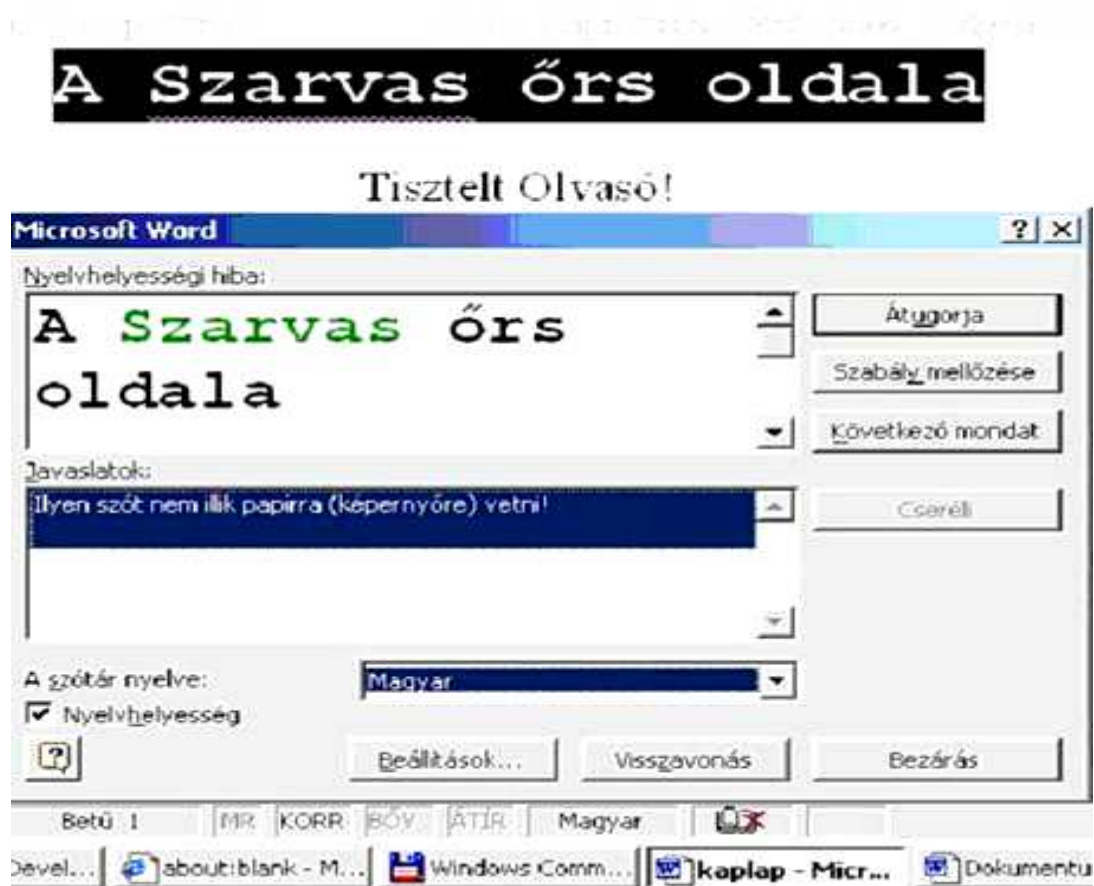 A Szarvas őrs oldala
Tisztelt Olvasó!
Microsoft Word
Nyelvhelyességi hiba:
A Szarvas őrs
oldala
Átugorja
Szabály mellőzése
Következő mondat
Javaslatok:
Ilyen szót nem illik papírra (képernyőre) vetni!
Cseréli
A szótár nyelve:
Magyar
Nyelvhelyesség
Beállítások...
Visszavonás
Bezárás
Betű 1 MR KORR BŐV ÁTÍR Magyar
Devel... about:blank - M... Windows Comm... kaplap - Micr... Dokumentu